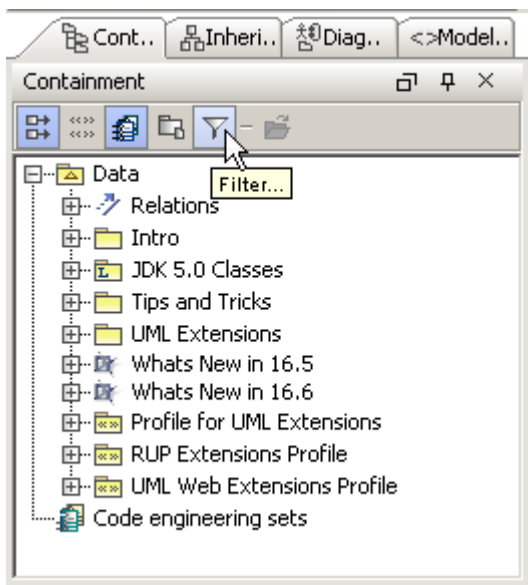 Cont.. Inheri.. Diag.. <>Model..
Containment
Filter...
Data
Relations
Intro
JDK 5.0 Classes
Tips and Tricks
UML Extensions
Whats New in 16.5
Whats New in 16.6
Profile for UML Extensions
RUP Extensions Profile
UML Web Extensions Profile
Code engineering sets